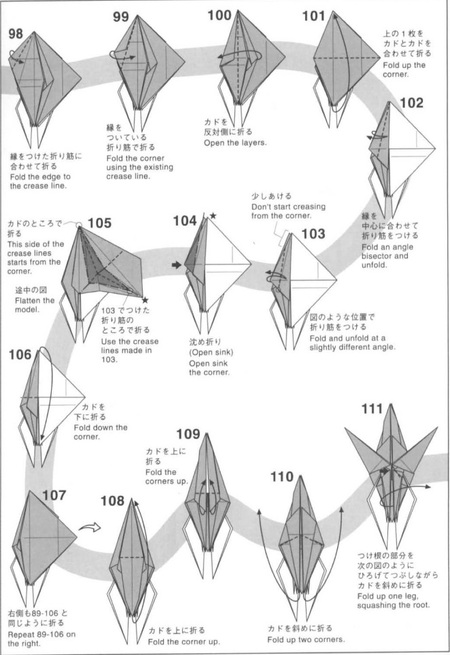 98
縁をつけた折り筋に
合わせて折る
Fold the edge to
the crease line.
99
縁を
ついている
折り筋で折る
Fold the corner
using the existing
crease line.
100
カドを
反対側に折る
Open the layers.
101
上の1枚を
カドとカドを
合わせて折る
Fold up the
corner.
102
縁を
中心に合わせて
折り筋をつける
Fold an angle
bisector and
unfold.
103
少しあける
Don't start creasing
from the corner.
図のような位置で
折り筋をつける
Fold and unfold at a
slightly different angle.
104
沈め折り
(Open sink)
Open sink
the corner.
105
カドのところで
折る
This side of the
crease lines
starts from the
corner.
途中の図
Flatten the
model.
103でつけた
折り筋の
ところで折る
Use the crease
lines made in
103.
106
カドを
下に折る
Fold down the
corner.
107
右側も89-106と
同じように折る
Repeat 89-106 on
the right.
108
カドを上に折る
Fold the corner up.
109
カドを上に
折る
Fold the
corners up.
110
カドを斜めに折る
Fold up two corners.
111
つけ根の部分を
次の図のように
ひろげてつぶしながら
カドを斜めに折る
Fold up one leg,
squashing the root.